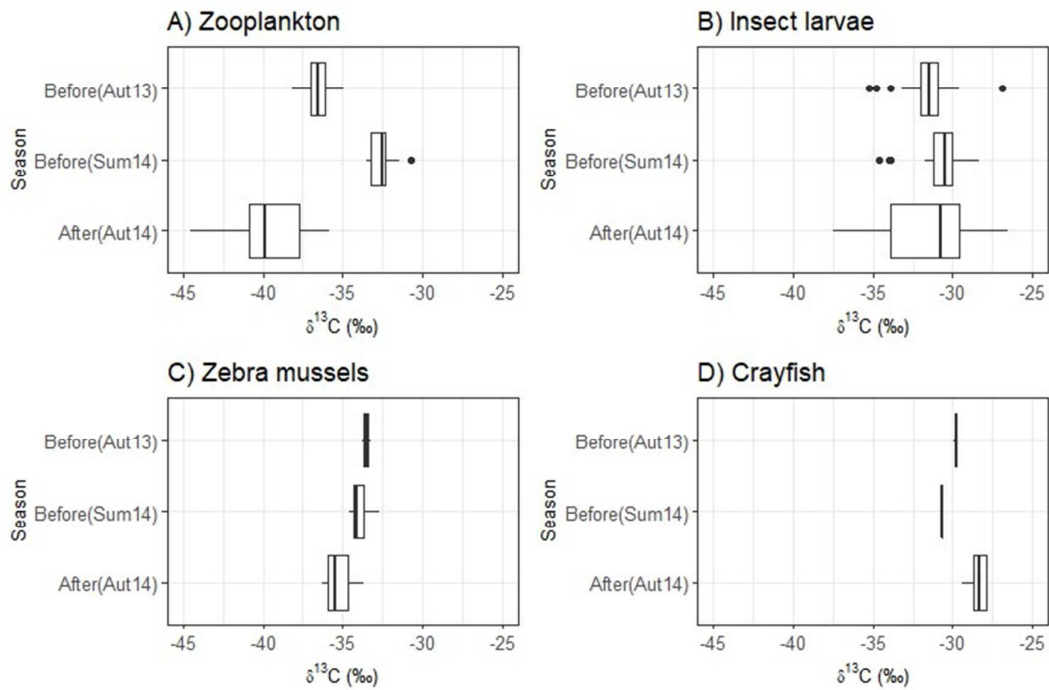 A) Zooplankton
Season
Before(Aut13)
Before(Sum14)
After(Aut14)
-45 -40 -35 -30 -25
δ¹³C (‰)
B) Insect larvae
Season
Before(Aut13)
Before(Sum14)
After(Aut14)
-45 -40 -35 -30 -25
δ¹³C (‰)
C) Zebra mussels
Season
Before(Aut13)
Before(Sum14)
After(Aut14)
-45 -40 -35 -30 -25
δ¹³C (‰)
D) Crayfish
Season
Before(Aut13)
Before(Sum14)
After(Aut14)
-45 -40 -35 -30 -25
δ¹³C (‰)